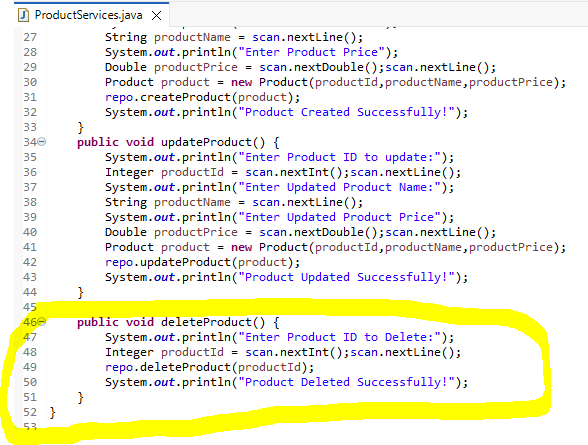 ProductServices.java
27 String productName = scan.nextLine();
28 System.out.println("Enter Product Price");
29 Double productPrice = scan.nextDouble();scan.nextLine();
30 Product product = new Product(productId,productName,productPrice);
31 repo.createProduct(product);
32 System.out.println("Product Created Successfully!");
33 }
34 public void updateProduct() {
35 System.out.println("Enter Product ID to update:");
36 Integer productId = scan.nextInt();scan.nextLine();
37 System.out.println("Enter Updated Product Name:");
38 String productName = scan.nextLine();
39 System.out.println("Enter Updated Product Price");
40 Double productPrice = scan.nextDouble();scan.nextLine();
41 Product product = new Product(productId,productName,productPrice);
42 repo.updateProduct(product);
43 System.out.println("Product Updated Successfully!");
44 }
45
46 public void deleteProduct() {
47 System.out.println("Enter Product ID to Delete:");
48 Integer productId = scan.nextInt();scan.nextLine();
49 repo.deleteProduct(productId);
50 System.out.println("Product Deleted Successfully!");
51 }
52 }
53